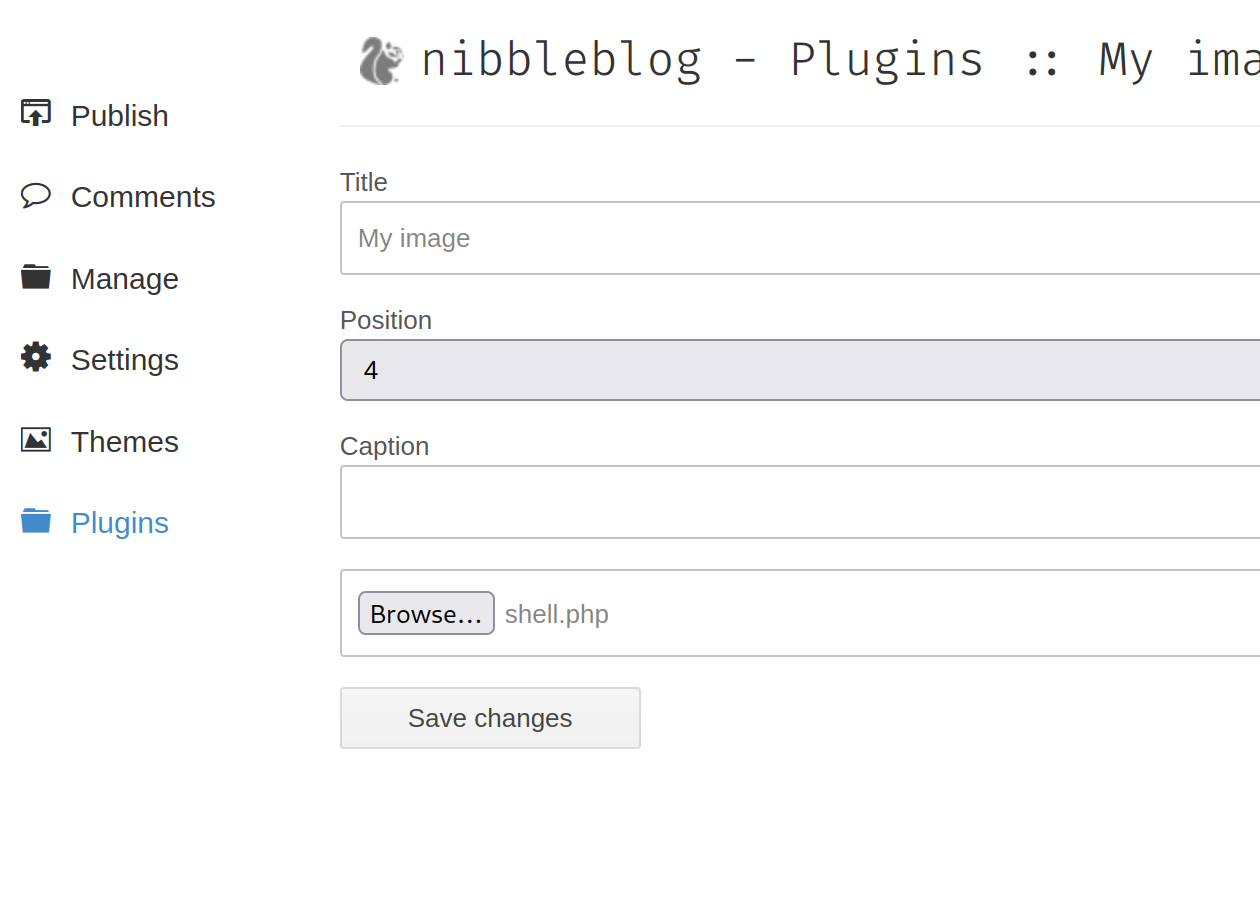 nibbleblog – Plugins :: My ima
Publish
Comments
Manage
Settings
Themes
Plugins
Title
My image
Position
4
Caption
Browse... shell.php
Save changes